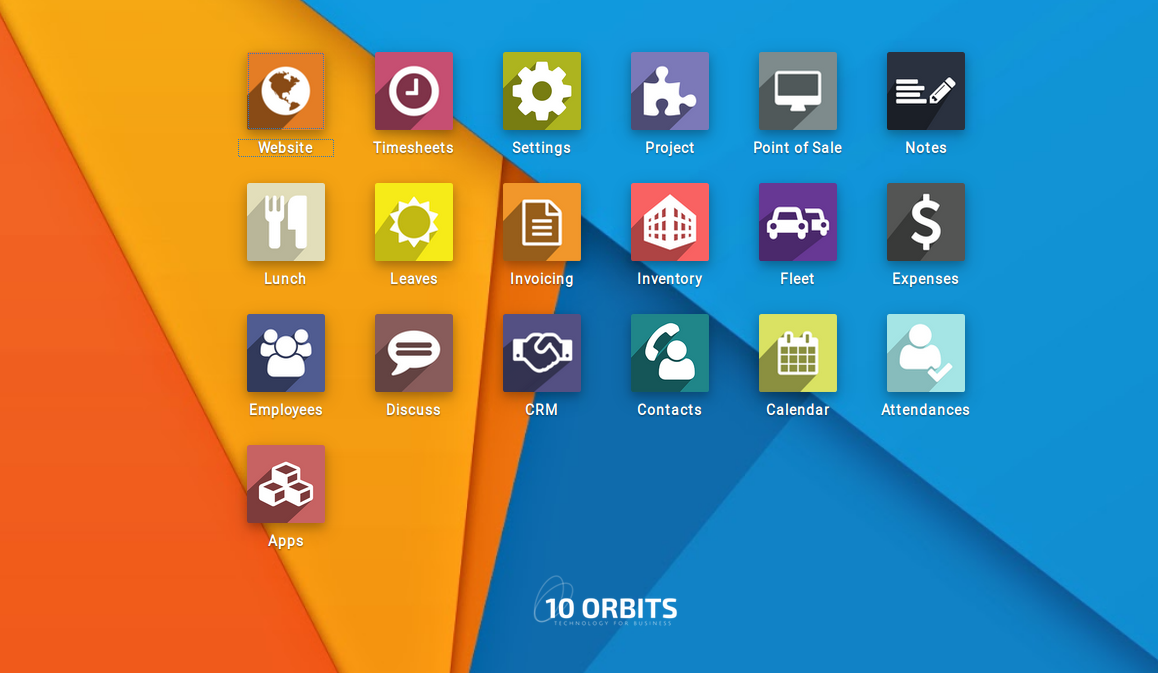 Website
Timesheets
Settings
Project
Point of Sale
Notes
Lunch
Leaves
Invoicing
Inventory
Fleet
Expenses
Employees
Discuss
CRM
Contacts
Calendar
Attendances
Apps
10 ORBITS
TECHNOLOGY FOR BUSINESS